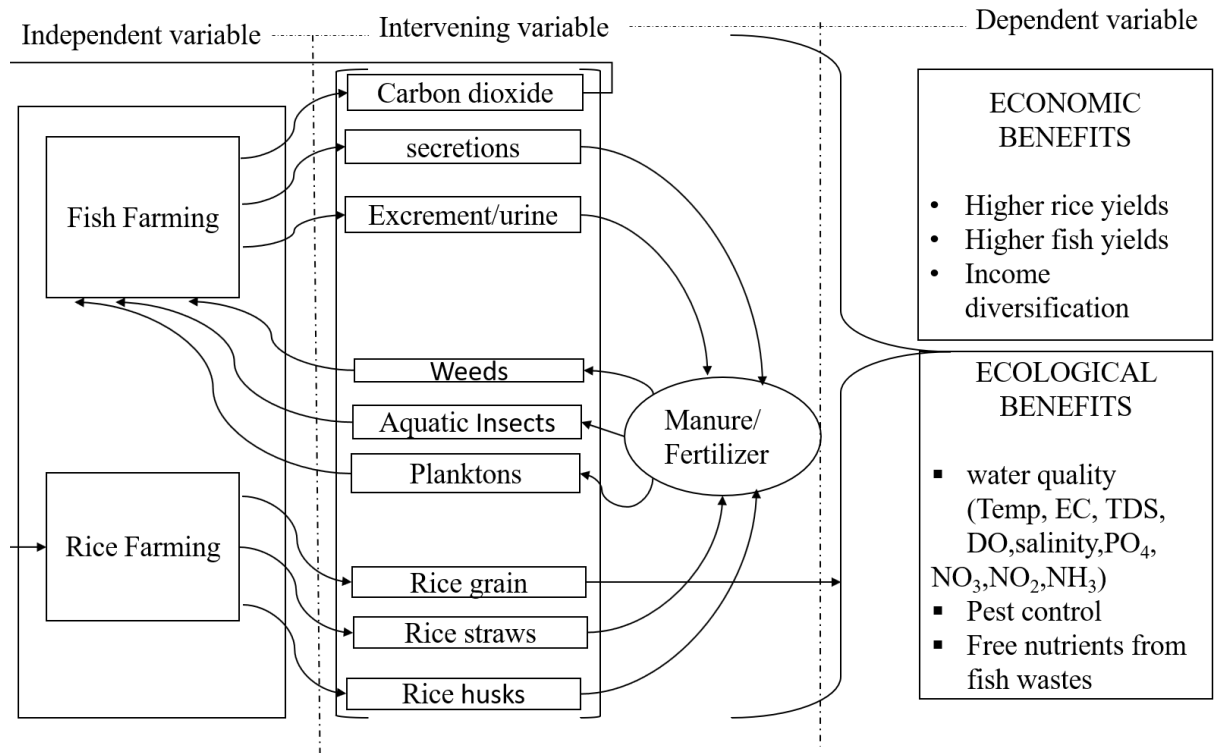 Independent variable
Intervening variable
Dependent variable
Carbon dioxide
secretions
Excrement/urine
Fish Farming
Weeds
Aquatic Insects
Planktons
Manure/
Fertilizer
Rice Farming
Rice grain
Rice straws
Rice husks
ECONOMIC
BENEFITS
• Higher rice yields
• Higher fish yields
• Income
diversification
ECOLOGICAL
BENEFITS
▪ water quality
(Temp, EC, TDS,
DO,salinity,PO₄,
NO₃,NO₂,NH₃)
▪ Pest control
▪ Free nutrients from
fish wastes